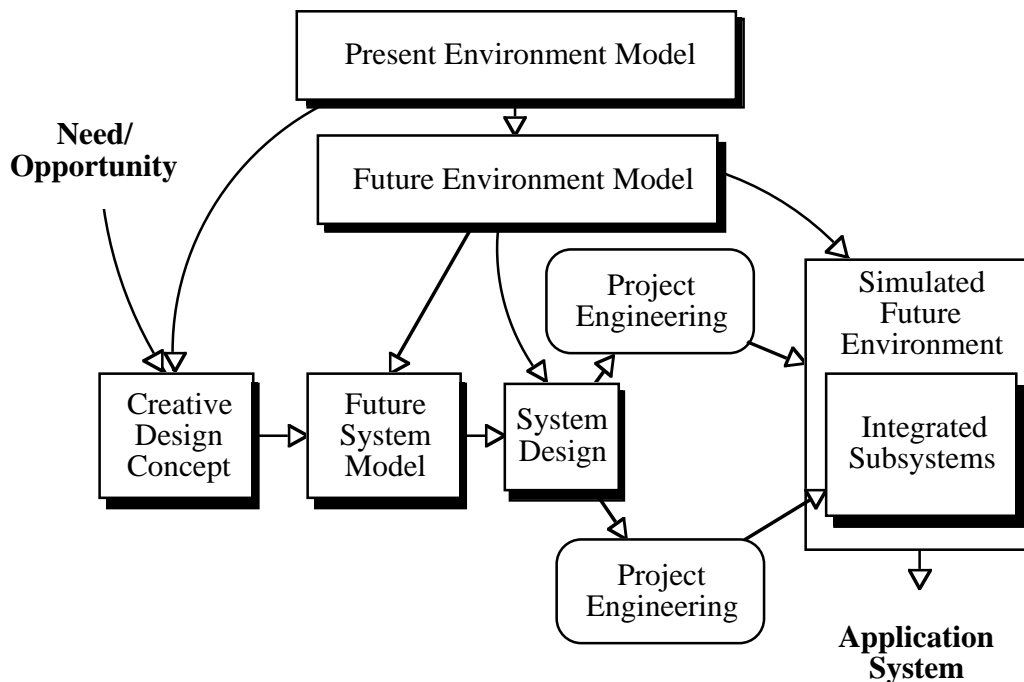 Present Environment Model
Need/
Opportunity
Future Environment Model
Project
Engineering
Simulated
Future
Environment
Creative
Design
Concept
Future
System
Model
System
Design
Integrated
Subsystems
Project
Engineering
Application
System